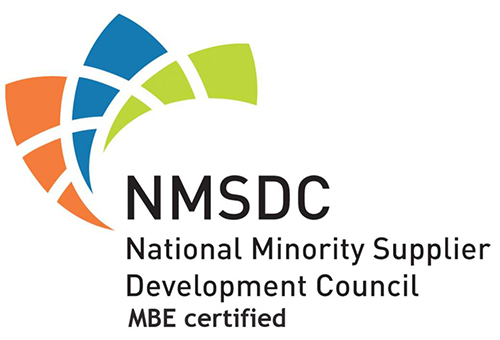 NMSDC
National Minority Supplier
Development Council
MBE certified